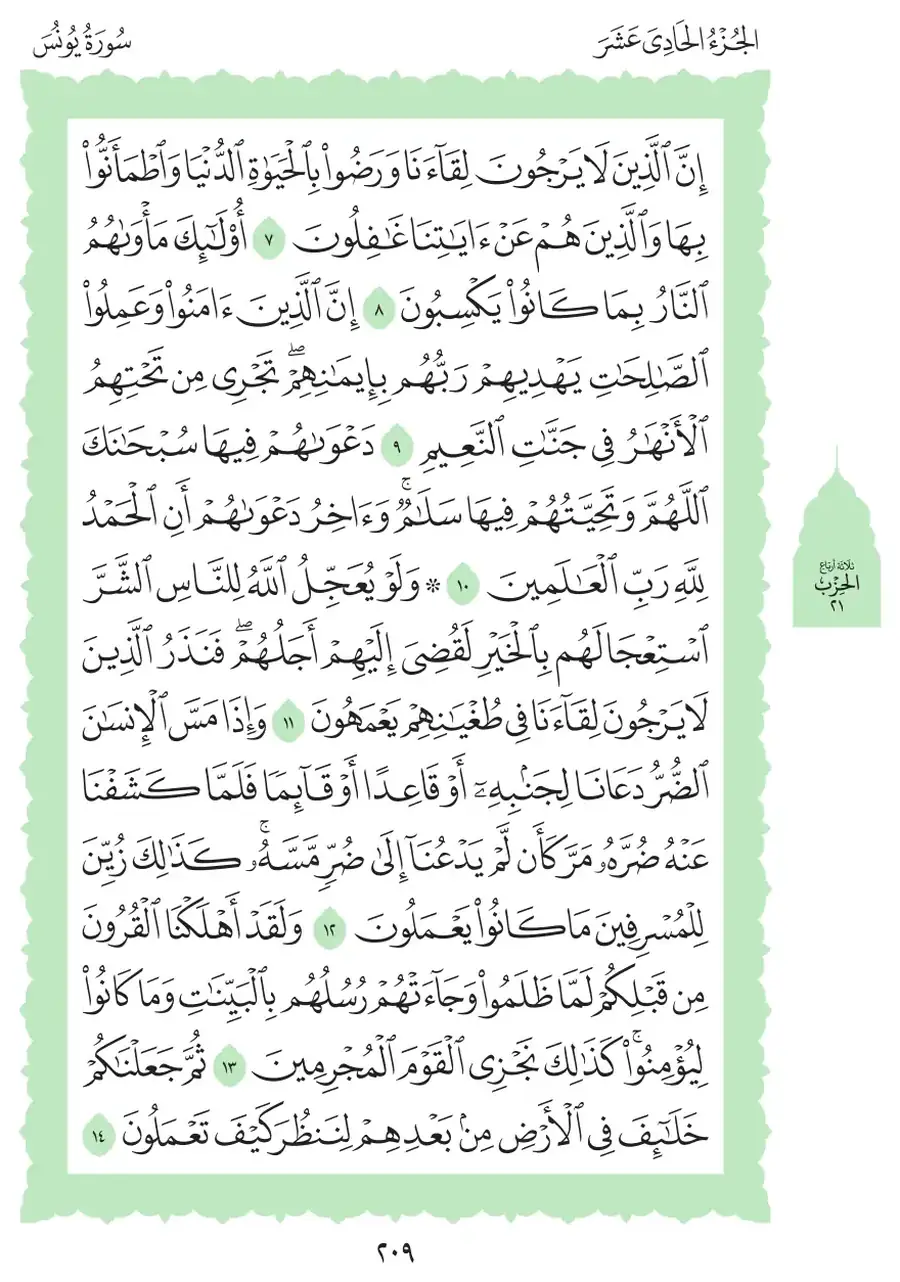 الجُزْءُ الحَادِيَ عَشَرَ
سُورَةُ يُونُسَ
إِنَّ ٱلَّذِينَ لَا يَرۡجُونَ لِقَآءَنَا وَرَضُواْ بِٱلۡحَيَوٰةِ ٱلدُّنۡيَا وَٱطۡمَأَنُّواْ
بِهَا وَٱلَّذِينَ هُمۡ عَنۡ ءَايَٰتِنَا غَٰفِلُونَ ٧ أُوْلَٰٓئِكَ مَأۡوَىٰهُمُ
ٱلنَّارُ بِمَا كَانُواْ يَكۡسِبُونَ ٨ إِنَّ ٱلَّذِينَ ءَامَنُواْ وَعَمِلُواْ
ٱلصَّٰلِحَٰتِ يَهۡدِيهِمۡ رَبُّهُم بِإِيمَٰنِهِمۡۖ تَجۡرِي مِن تَحۡتِهِمُ
ٱلۡأَنۡهَٰرُ فِي جَنَّٰتِ ٱلنَّعِيمِ ٩ دَعۡوَىٰهُمۡ فِيهَا سُبۡحَٰنَكَ
ٱللَّهُمَّ وَتَحِيَّتُهُمۡ فِيهَا سَلَٰمٞۚ وَءَاخِرُ دَعۡوَىٰهُمۡ أَنِ ٱلۡحَمۡدُ
لِلَّهِ رَبِّ ٱلۡعَٰلَمِينَ ١٠ ۞ وَلَوۡ يُعَجِّلُ ٱللَّهُ لِلنَّاسِ ٱلشَّرَّ
ٱسۡتِعۡجَالَهُم بِٱلۡخَيۡرِ لَقُضِيَ إِلَيۡهِمۡ أَجَلُهُمۡۖ فَنَذَرُ ٱلَّذِينَ
لَا يَرۡجُونَ لِقَآءَنَا فِي طُغۡيَٰنِهِمۡ يَعۡمَهُونَ ١١ وَإِذَا مَسَّ ٱلۡإِنسَٰنَ
ٱلضُّرُّ دَعَانَا لِجَنۢبِهِۦٓ أَوۡ قَاعِدًا أَوۡ قَآئِمٗا فَلَمَّا كَشَفۡنَا
عَنۡهُ ضُرَّهُۥ مَرَّ كَأَن لَّمۡ يَدۡعُنَآ إِلَىٰ ضُرّٖ مَّسَّهُۥۚ كَذَٰلِكَ زُيِّنَ
لِلۡمُسۡرِفِينَ مَا كَانُواْ يَعۡمَلُونَ ١٢ وَلَقَدۡ أَهۡلَكۡنَا ٱلۡقُرُونَ
مِن قَبۡلِكُمۡ لَمَّا ظَلَمُواْ وَجَآءَتۡهُمۡ رُسُلُهُم بِٱلۡبَيِّنَٰتِ وَمَا كَانُواْ
لِيُؤۡمِنُواْۚ كَذَٰلِكَ نَجۡزِي ٱلۡقَوۡمَ ٱلۡمُجۡرِمِينَ ١٣ ثُمَّ جَعَلۡنَٰكُمۡ
خَلَٰٓئِفَ فِي ٱلۡأَرۡضِ مِنۢ بَعۡدِهِمۡ لِنَنظُرَ كَيۡفَ تَعۡمَلُونَ ١٤
ثلاثة أرباع
الحِزْبُ
٢١
٢٠٩